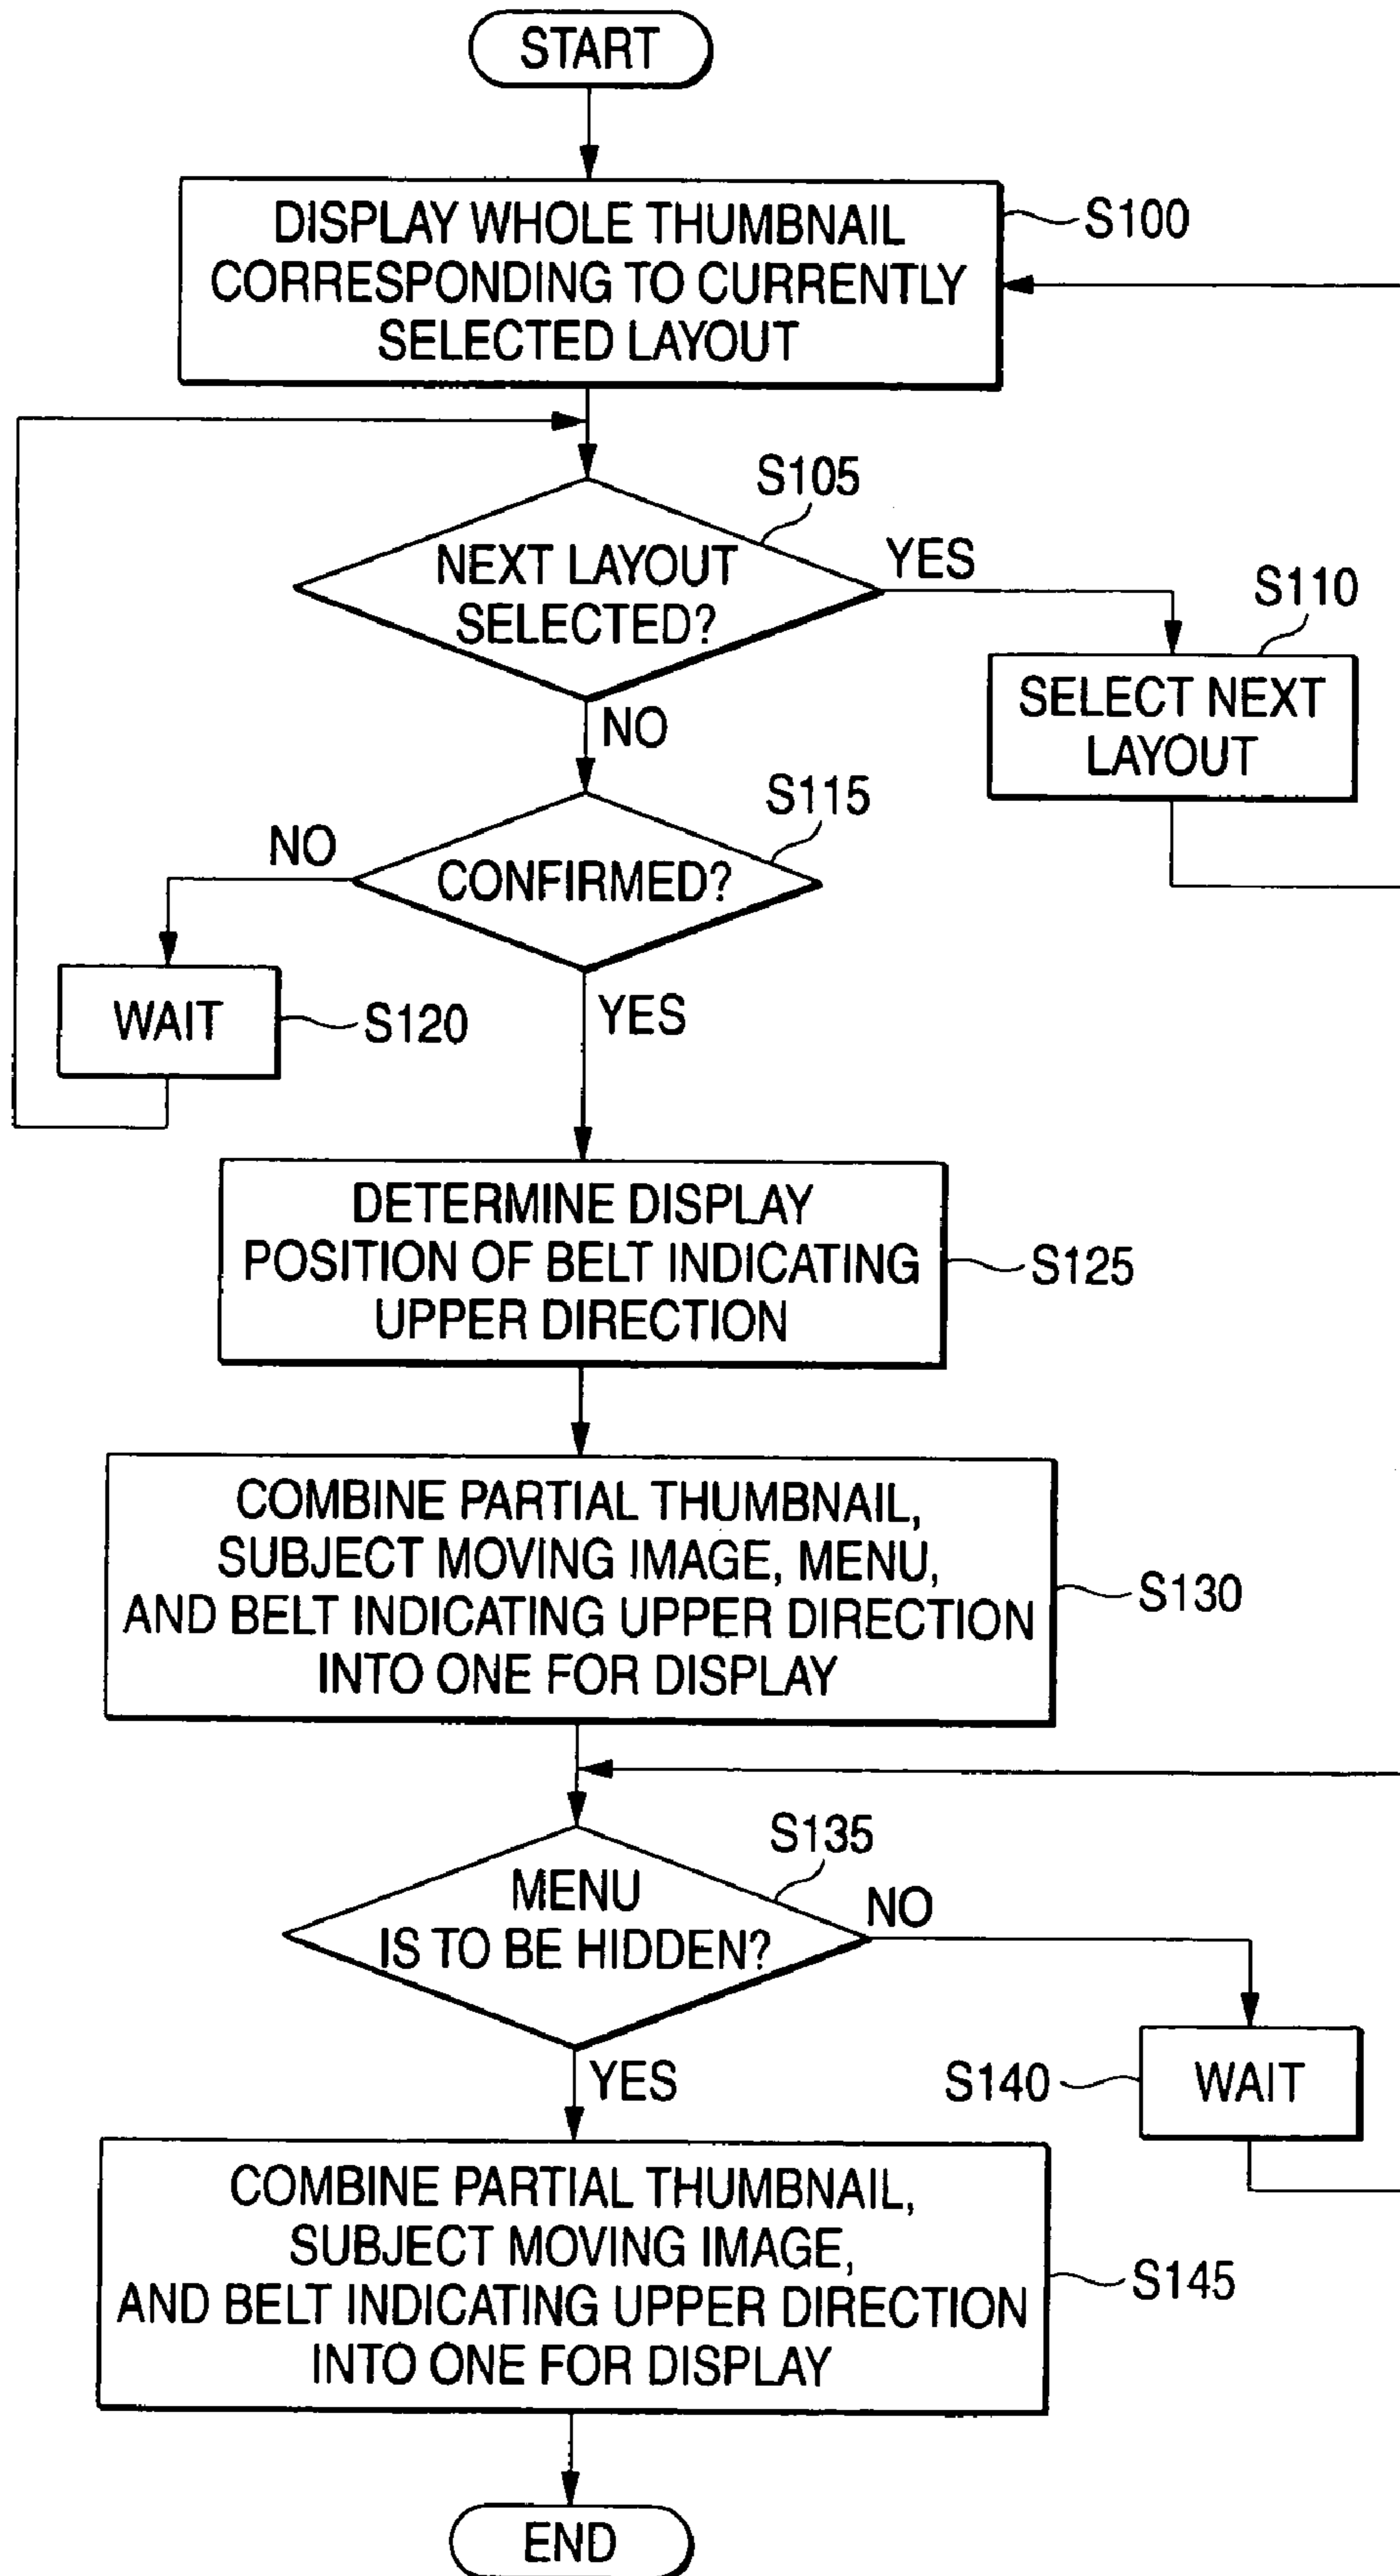 START
DISPLAY WHOLE THUMBNAIL
CORRESPONDING TO CURRENTLY
SELECTED LAYOUT
S100
S105
NEXT LAYOUT
SELECTED?
YES
S110
SELECT NEXT
LAYOUT
NO
S115
CONFIRMED?
NO
WAIT
S120
YES
DETERMINE DISPLAY
POSITION OF BELT INDICATING
UPPER DIRECTION
S125
COMBINE PARTIAL THUMBNAIL,
SUBJECT MOVING IMAGE, MENU,
AND BELT INDICATING UPPER DIRECTION
INTO ONE FOR DISPLAY
S130
S135
MENU
IS TO BE HIDDEN?
NO
S140
WAIT
YES
COMBINE PARTIAL THUMBNAIL,
SUBJECT MOVING IMAGE,
AND BELT INDICATING UPPER DIRECTION
INTO ONE FOR DISPLAY
S145
END